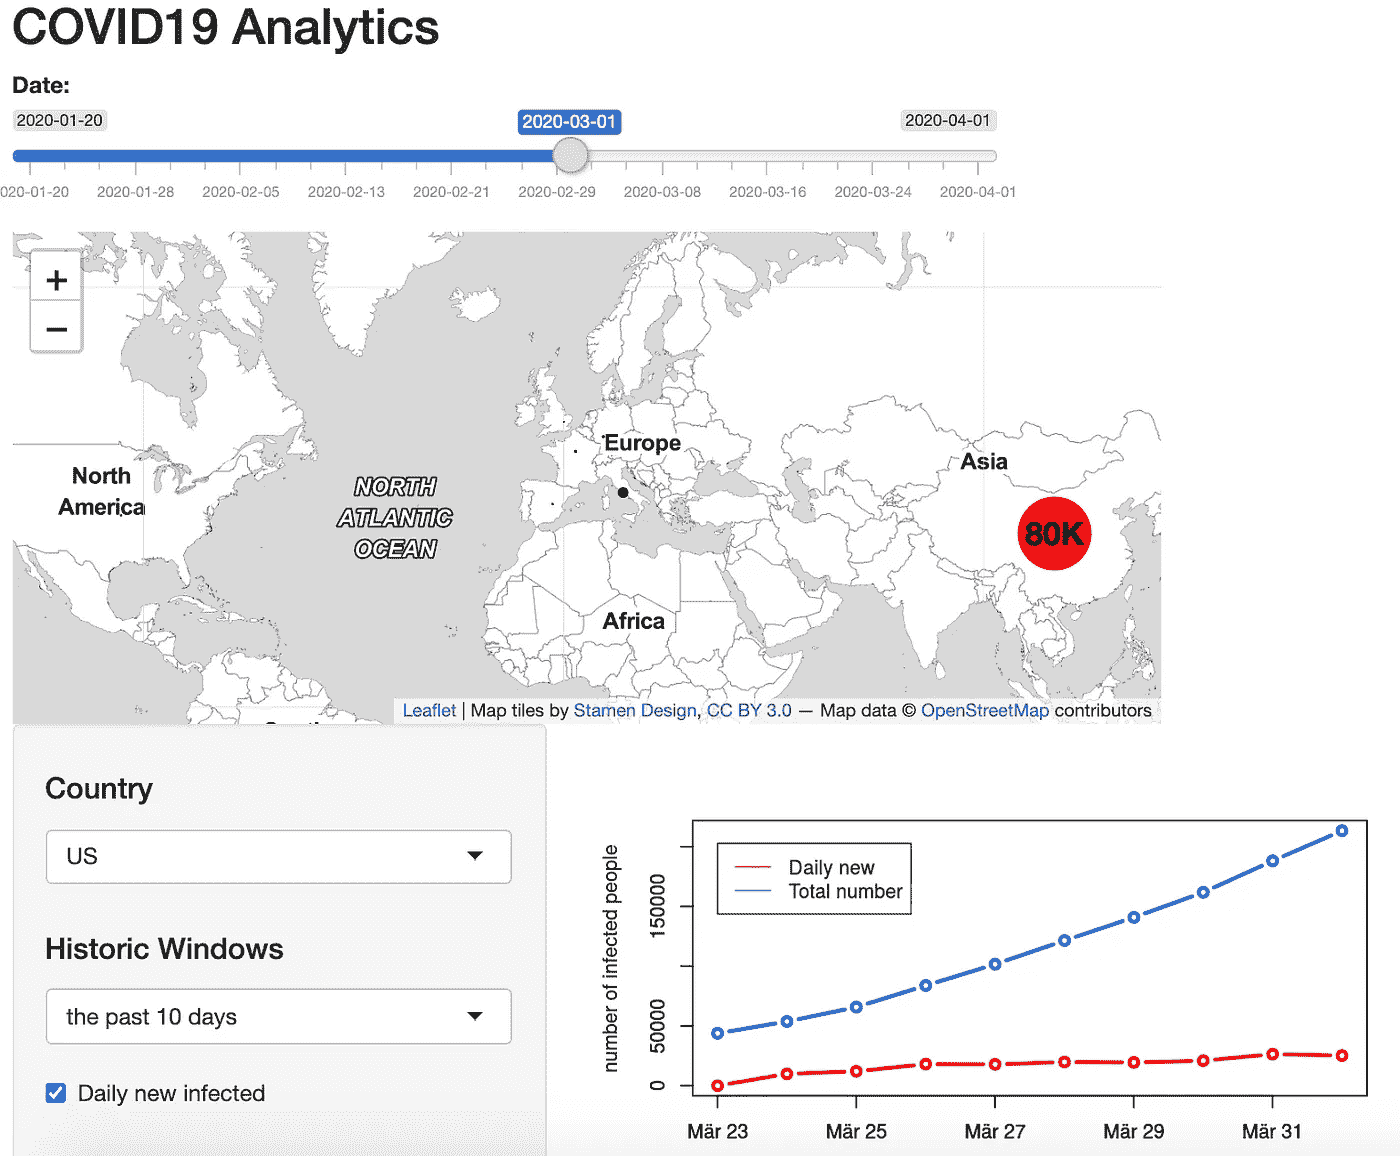 COVID19 Analytics
Date:
2020-01-20 2020-03-01 2020-04-01
020-01-20 2020-01-28 2020-02-05 2020-02-13 2020-02-21 2020-02-29 2020-03-08 2020-03-16 2020-03-24 2020-04-01
+
−
Europe
Asia
North
America
NORTH
ATLANTIC
OCEAN
80K
Africa
Leaflet | Map tiles by Stamen Design, CC BY 3.0 — Map data © OpenStreetMap contributors
Country
US
Historic Windows
the past 10 days
Daily new infected
number of infected people
150000
50000
0
Daily new
Total number
Mär 23 Mär 25 Mär 27 Mär 29 Mär 31